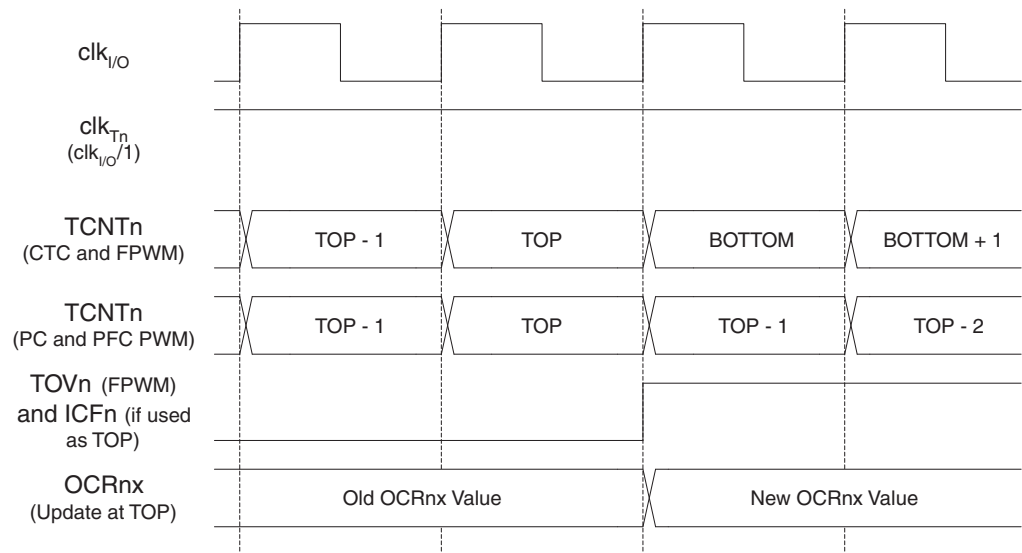 clkI/O
clkTn
(clkI/O/1)
TCNTn
(CTC and FPWM)
TOP - 1
TOP
BOTTOM
BOTTOM + 1
TCNTn
(PC and PFC PWM)
TOP - 1
TOP
TOP - 1
TOP - 2
TOVn (FPWM)
and ICFn (if used
as TOP)
OCRnx
(Update at TOP)
Old OCRnx Value
New OCRnx Value